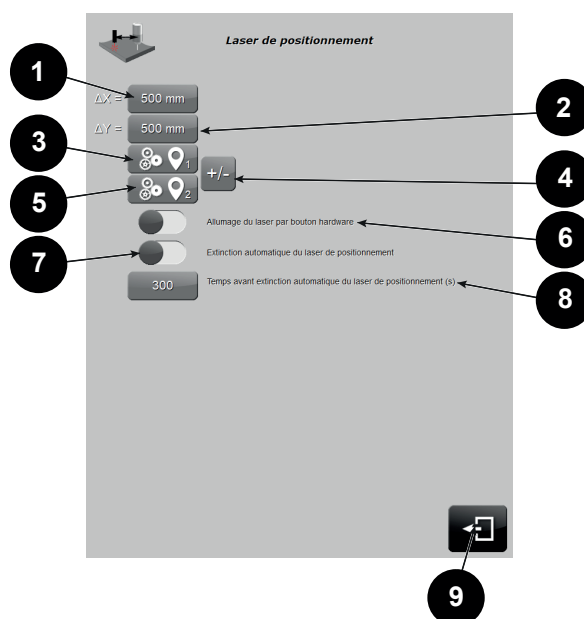 Laser de positionnement
1
ΔX = 500 mm
2
ΔY = 500 mm
3
1
+/-
4
5
2
6
Allumage du laser par bouton hardware
7
Extinction automatique du laser de positionnement
8
300 Temps avant extinction automatique du laser de positionnement (s)
9